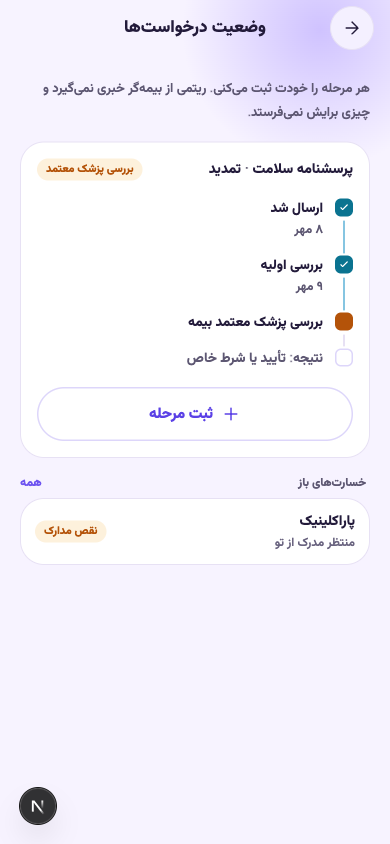 وضعیت درخواست‌ها
هر مرحله را خودت ثبت می‌کنی. ریتمی از بیمه‌گر خبری نمی‌گیرد و
چیزی برایش نمی‌فرستد.
پرسشنامه سلامت · تمدید
بررسی پزشک معتمد
ارسال شد
۸ مهر
بررسی اولیه
۹ مهر
بررسی پزشک معتمد بیمه
نتیجه: تأیید یا شرط خاص
ثبت مرحله
خسارت‌های باز
همه
پاراکلینیک
نقص مدارک
منتظر مدرک از تو
N